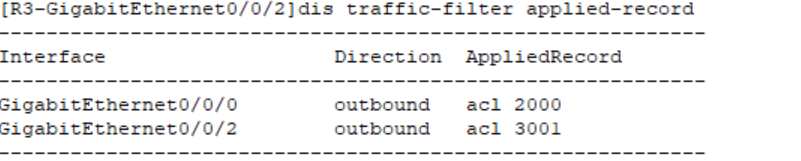 [R3-GigabitEthernet0/0/2]dis traffic-filter applied-record
-----------------------------------------------------------
Interface                   Direction  AppliedRecord
-----------------------------------------------------------
GigabitEthernet0/0/0        outbound   acl 2000
GigabitEthernet0/0/2        outbound   acl 3001
-----------------------------------------------------------